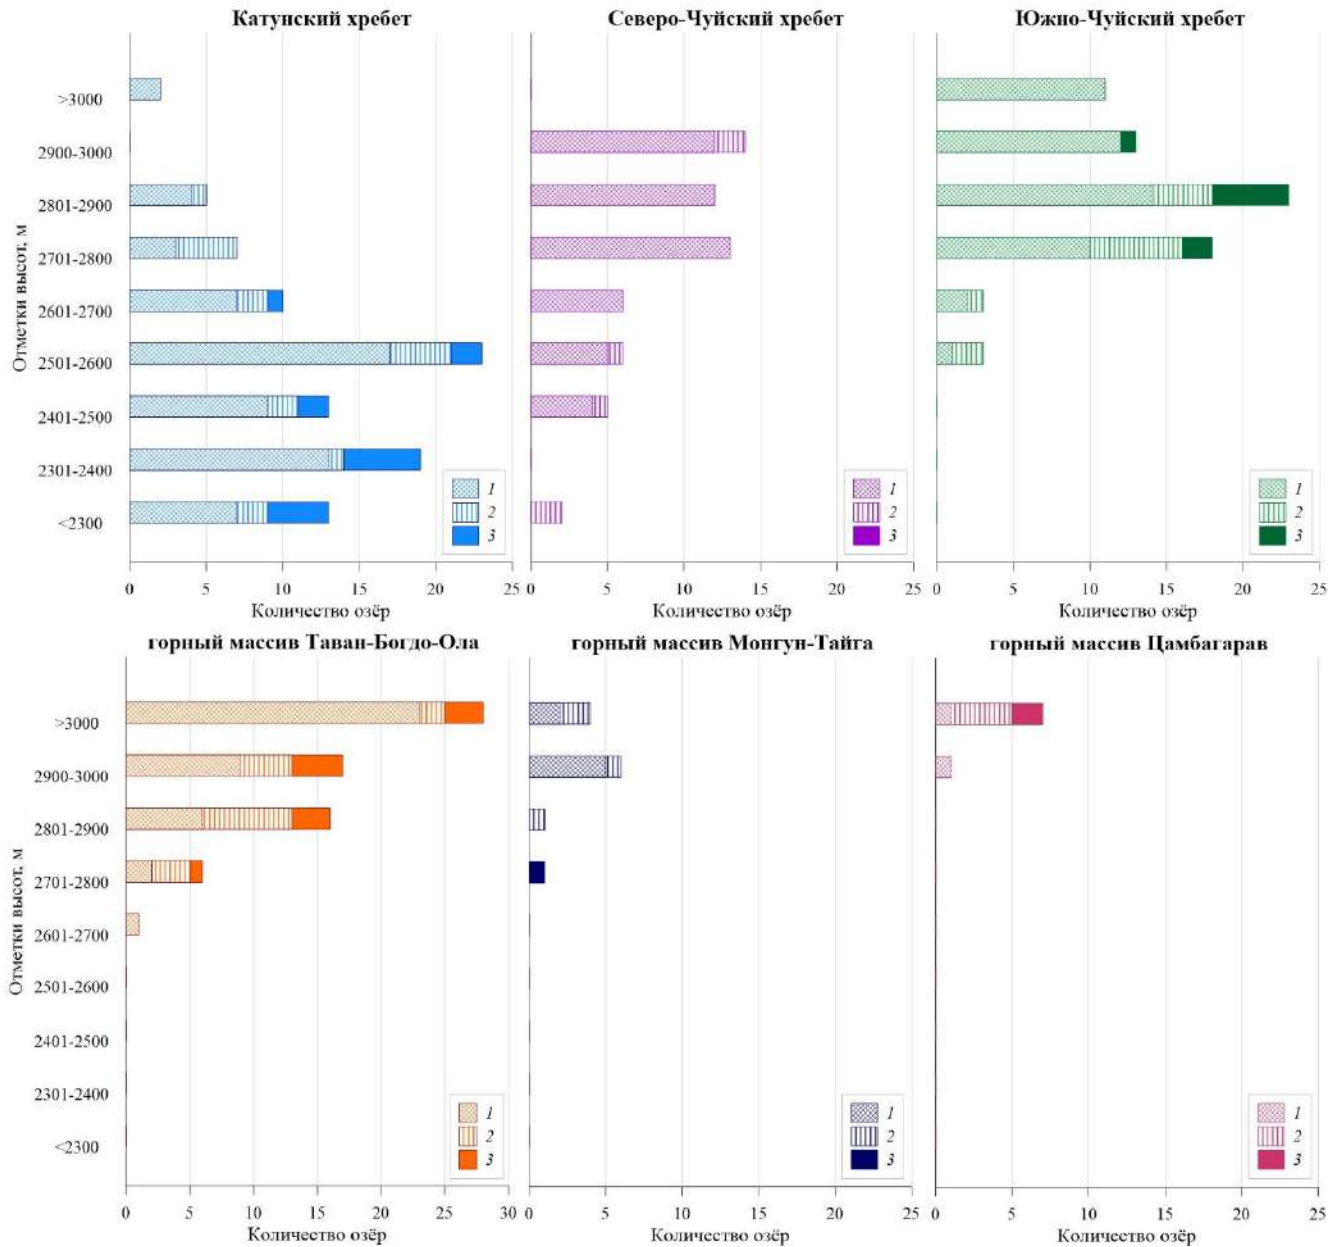 Катунский хребет
Северо-Чуйский хребет
Южно-Чуйский хребет
Отметки высот, м
>3000
2900-3000
2801-2900
2701-2800
2601-2700
2501-2600
2401-2500
2301-2400
<2300
1
2
3
1
2
3
1
2
3
0 5 10 15 20 25
0 5 10 15 20 25
0 5 10 15 20 25
Количество озёр
Количество озёр
Количество озёр
горный массив Таван-Богдо-Ола
горный массив Монгун-Тайга
горный массив Цамбагарав
Отметки высот, м
>3000
2900-3000
2801-2900
2701-2800
2601-2700
2501-2600
2401-2500
2301-2400
<2300
1
2
3
1
2
3
1
2
3
0 5 10 15 20 25 30
0 5 10 15 20 25
0 5 10 15 20 25
Количество озёр
Количество озёр
Количество озёр